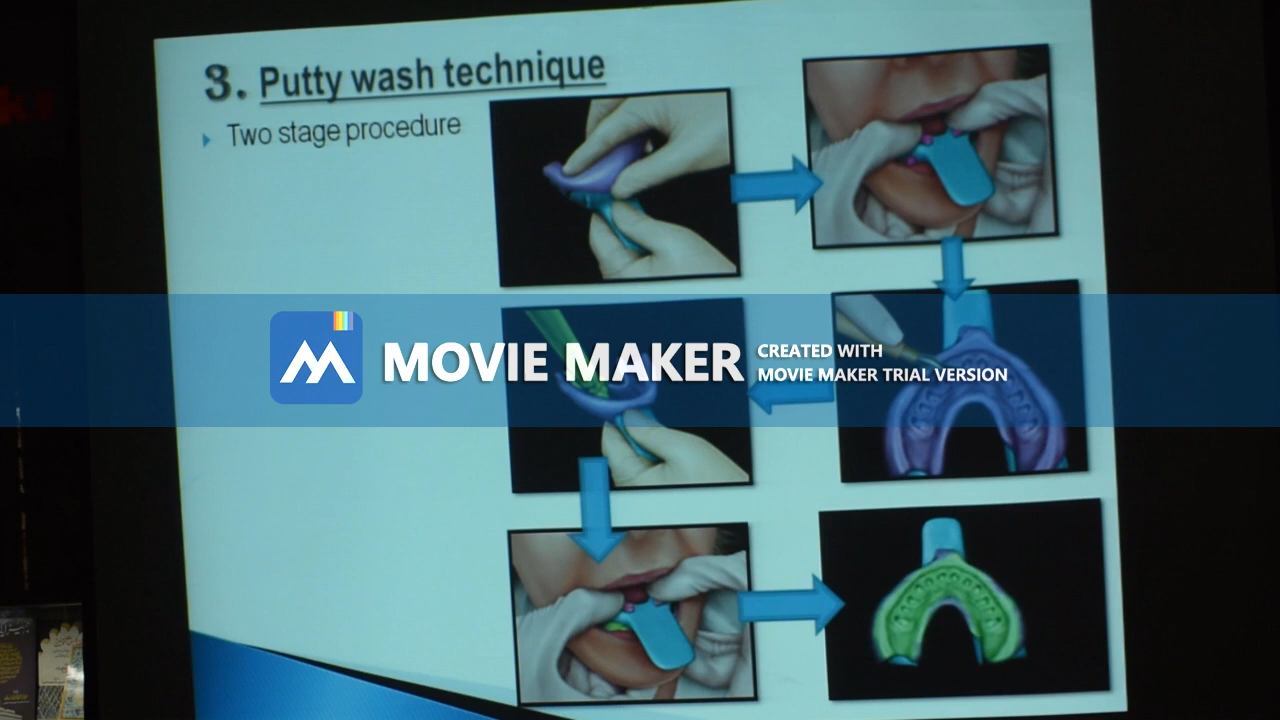 3. Putty wash technique
Two stage procedure
MOVIE MAKER
CREATED WITH
MOVIE MAKER TRIAL VERSION